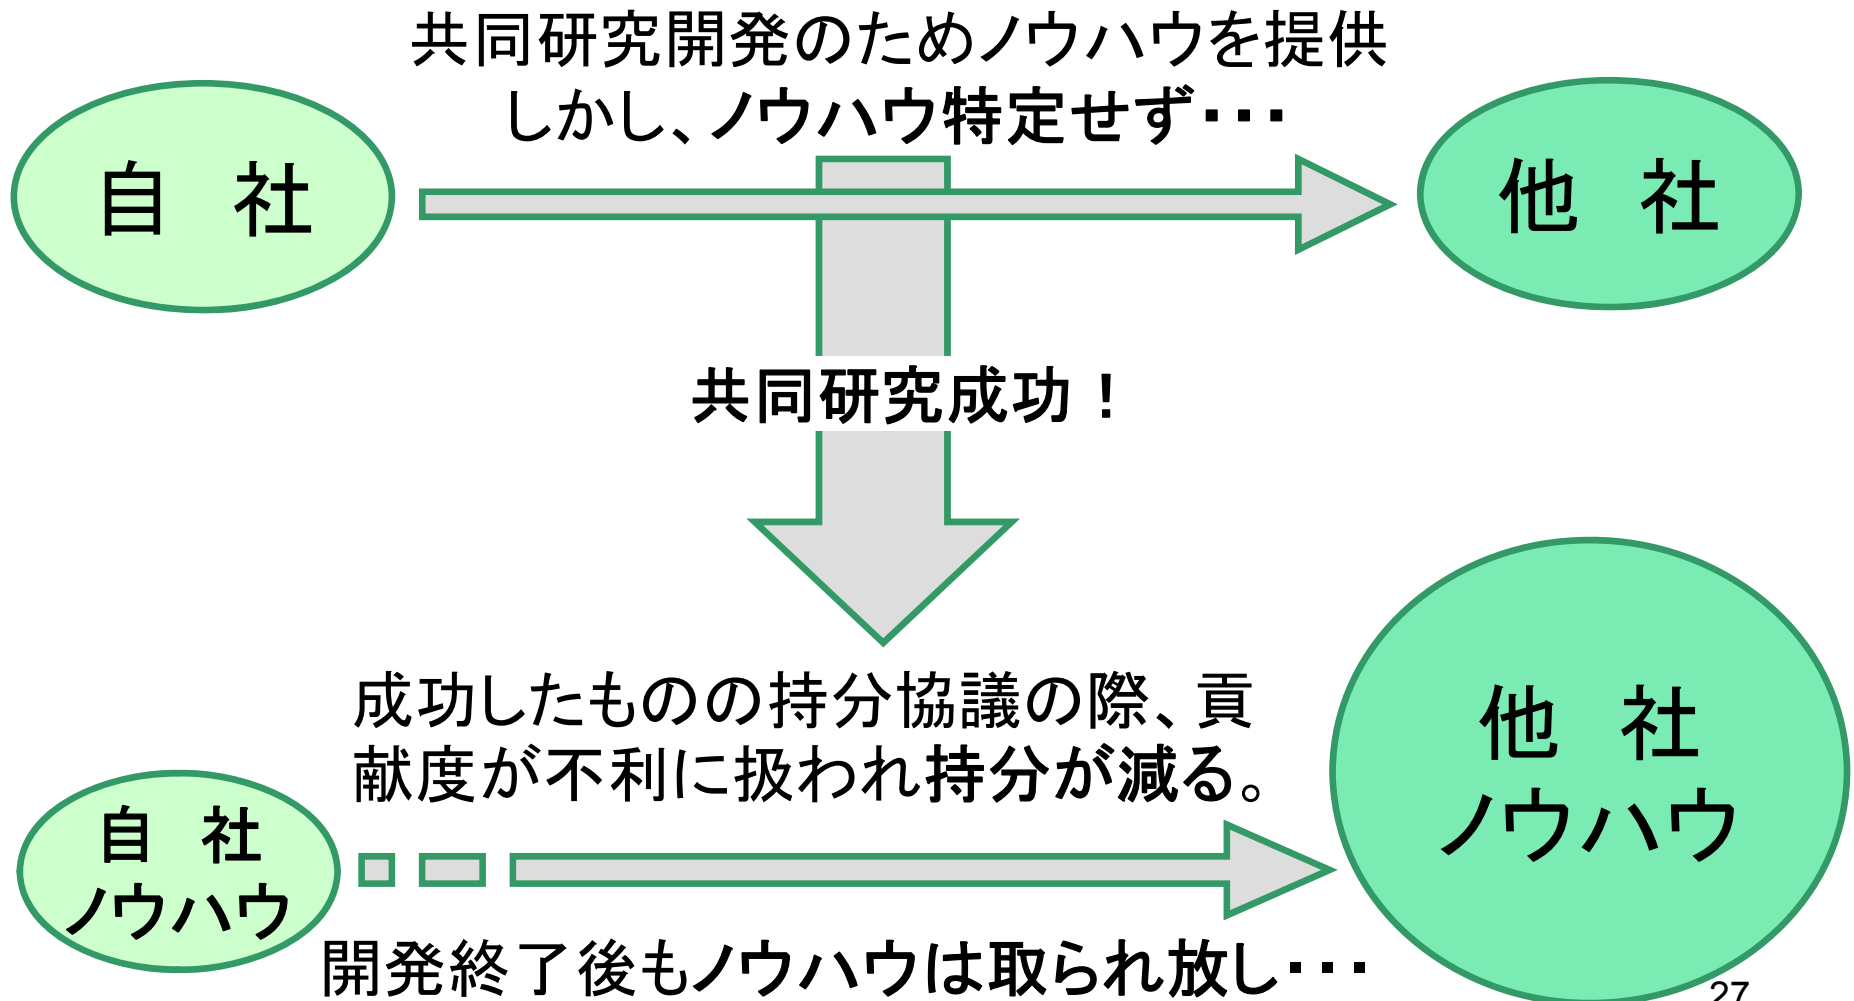 共同研究開発のためノウハウを提供
しかし、ノウハウ特定せず・・・
自　社
他　社
共同研究成功！
成功したものの持分協議の際、貢
献度が不利に扱われ持分が減る。
自　社
ノウハウ
他　社
ノウハウ
開発終了後もノウハウは取られ放し・・・
27